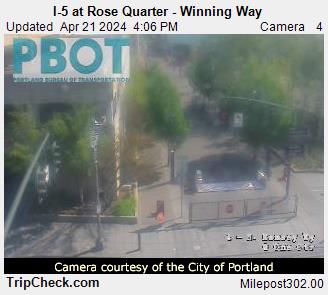 I-5 at Rose Quarter - Winning Way
Updated Apr 21 2024 4:06 PM Camera 4
PBOT
PORTLAND BUREAU OF TRANSPORTATION
Camera courtesy of the City of Portland
TripCheck.com Milepost302.00